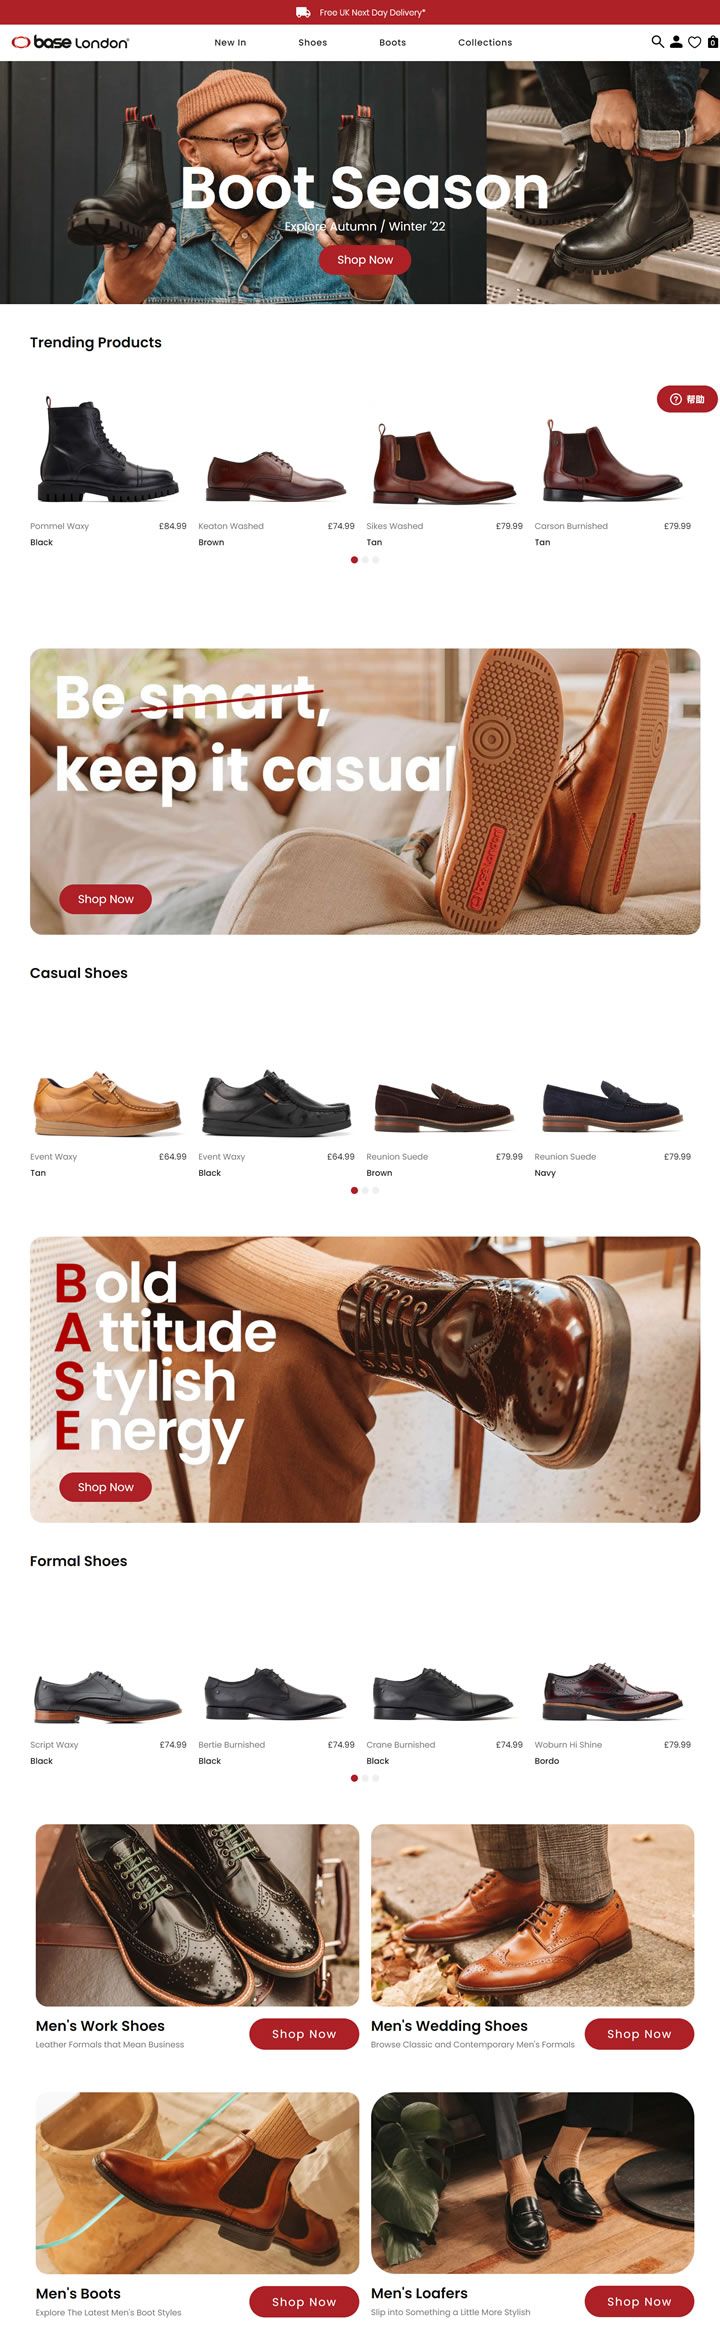 Free UK Next Day Delivery*
base London
New In
Shoes
Boots
Collections
0
Boot Season
Explore Autumn / Winter '22
Shop Now
Trending Products
帮助
Pommel Waxy £84.99
Black
Keaton Washed £74.99
Brown
Sikes Washed £79.99
Tan
Carson Burnished £79.99
Tan
Be smart,
keep it casual
base london
Shop Now
Casual Shoes
Event Waxy £64.99
Tan
Event Waxy £64.99
Black
Reunion Suede £79.99
Brown
Reunion Suede £79.99
Navy
Bold
Attitude
Stylish
Energy
Shop Now
Formal Shoes
Script Waxy £74.99
Black
Bertie Burnished £74.99
Black
Crane Burnished £74.99
Black
Woburn Hi Shine £79.99
Bordo
Men's Work Shoes
Leather Formals that Mean Business
Shop Now
Men's Wedding Shoes
Browse Classic and Contemporary Men's Formals
Shop Now
Men's Boots
Explore The Latest Men's Boot Styles
Shop Now
Men's Loafers
Slip into Something a Little More Stylish
Shop Now